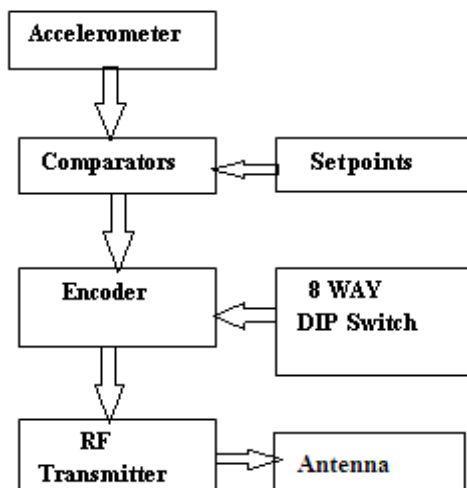 Accelerometer
Comparators
Setpoints
Encoder
8 WAY
DIP Switch
RF
Transmitter
Antenna